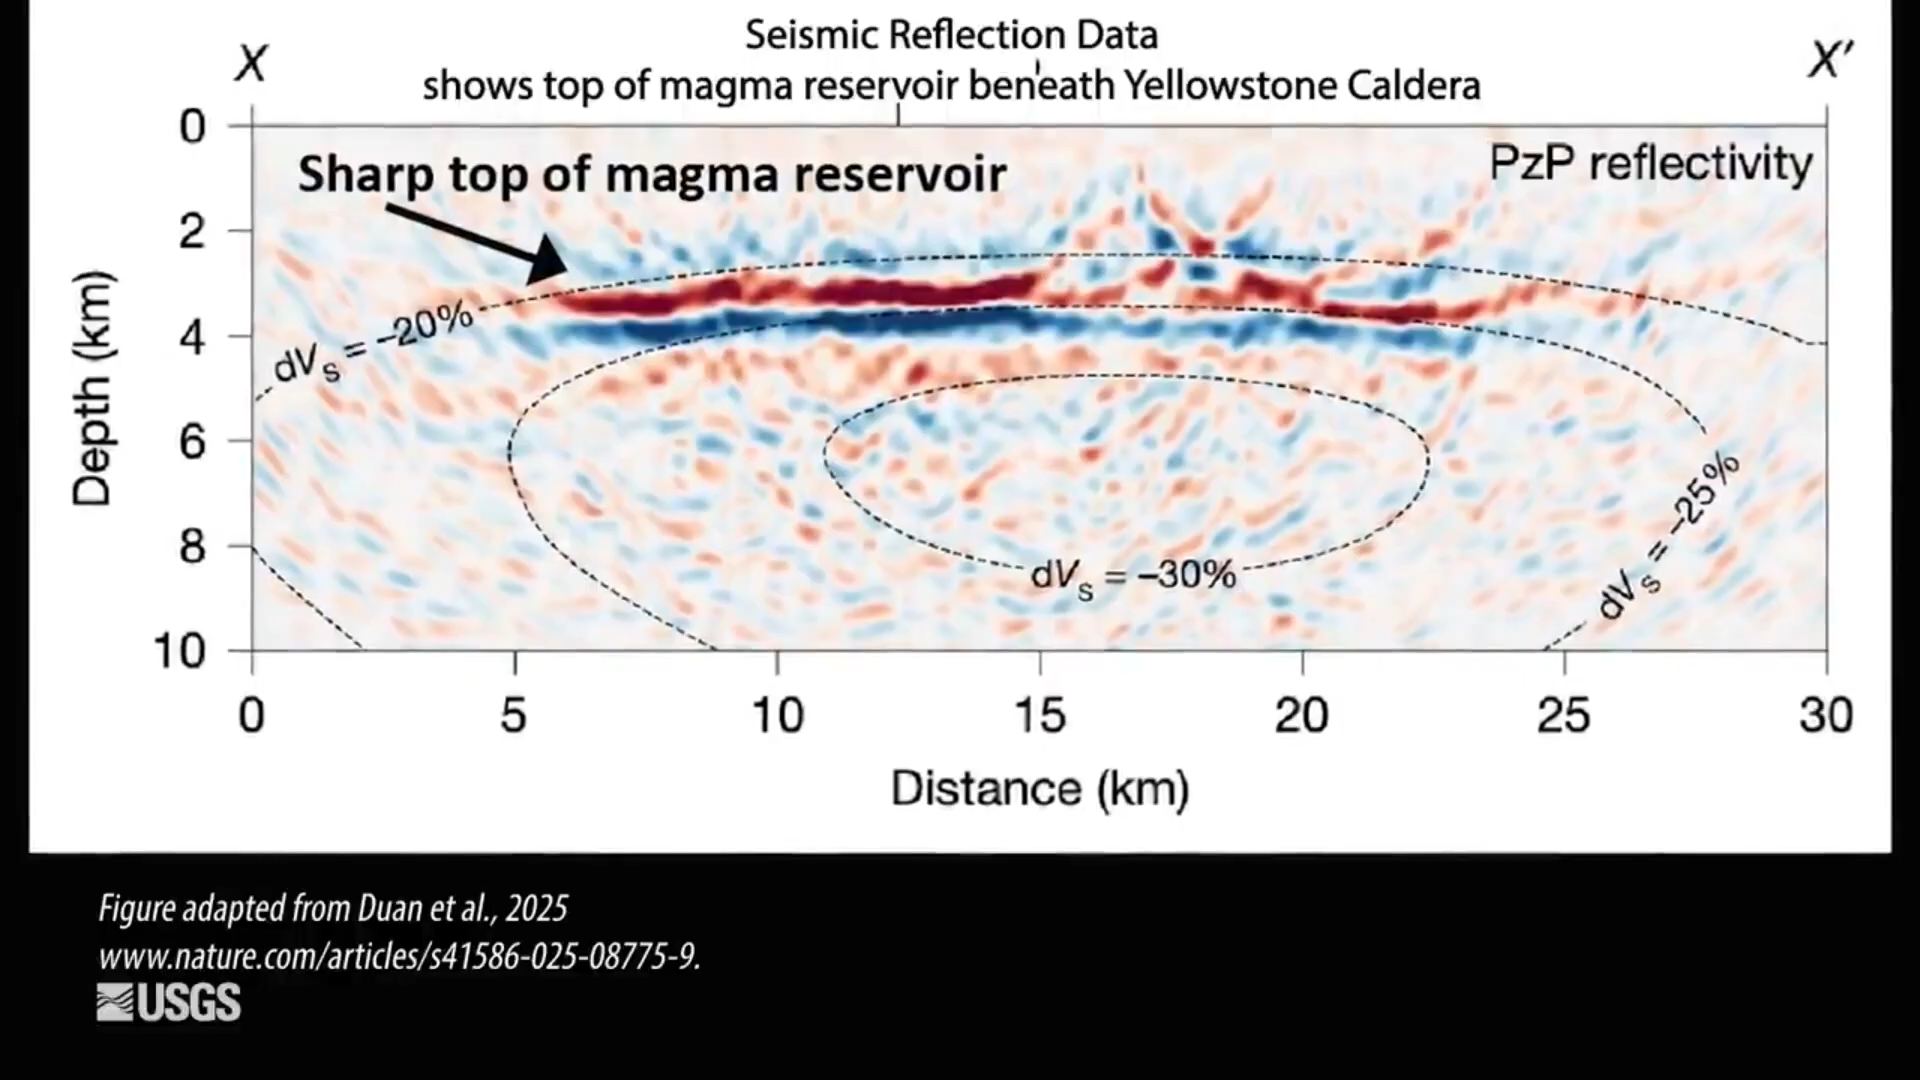 Seismic Reflection Data
shows top of magma reservoir beneath Yellowstone Caldera
X
X′
Sharp top of magma reservoir
PzP reflectivity
0
2
4
6
8
10
Depth (km)
dVs = –20%
dVs = –30%
dVs = –25%
0 5 10 15 20 25 30
Distance (km)
Figure adapted from Duan et al., 2025
www.nature.com/articles/s41586-025-08775-9.
USGS